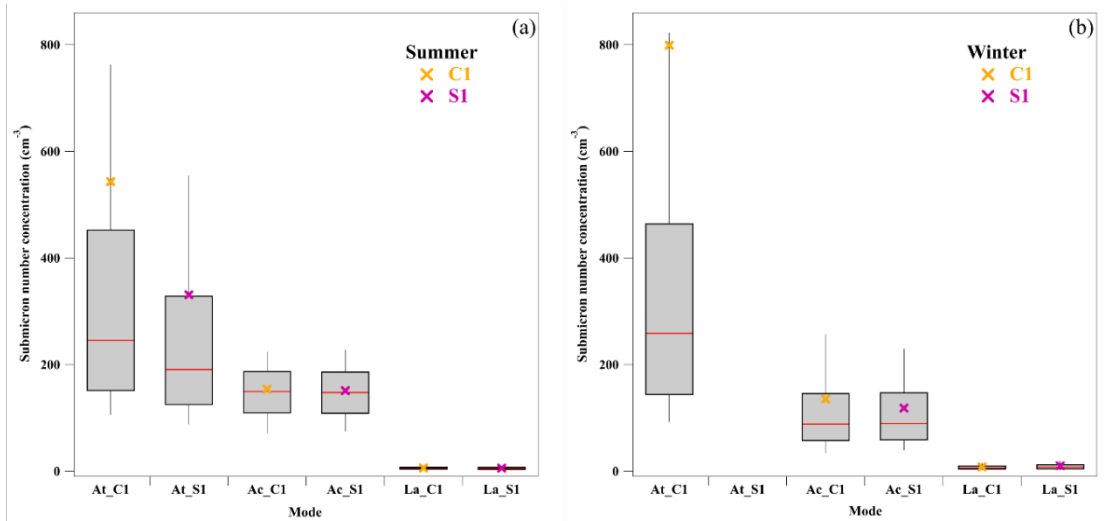 (a)
Summer
C1
S1
800
600
400
200
0
Submicron number concentration (cm⁻³)
At_C1 At_S1 Ac_C1 Ac_S1 La_C1 La_S1
Mode
(b)
Winter
C1
S1
800
600
400
200
0
Submicron number concentration (cm⁻³)
At_C1 At_S1 Ac_C1 Ac_S1 La_C1 La_S1
Mode